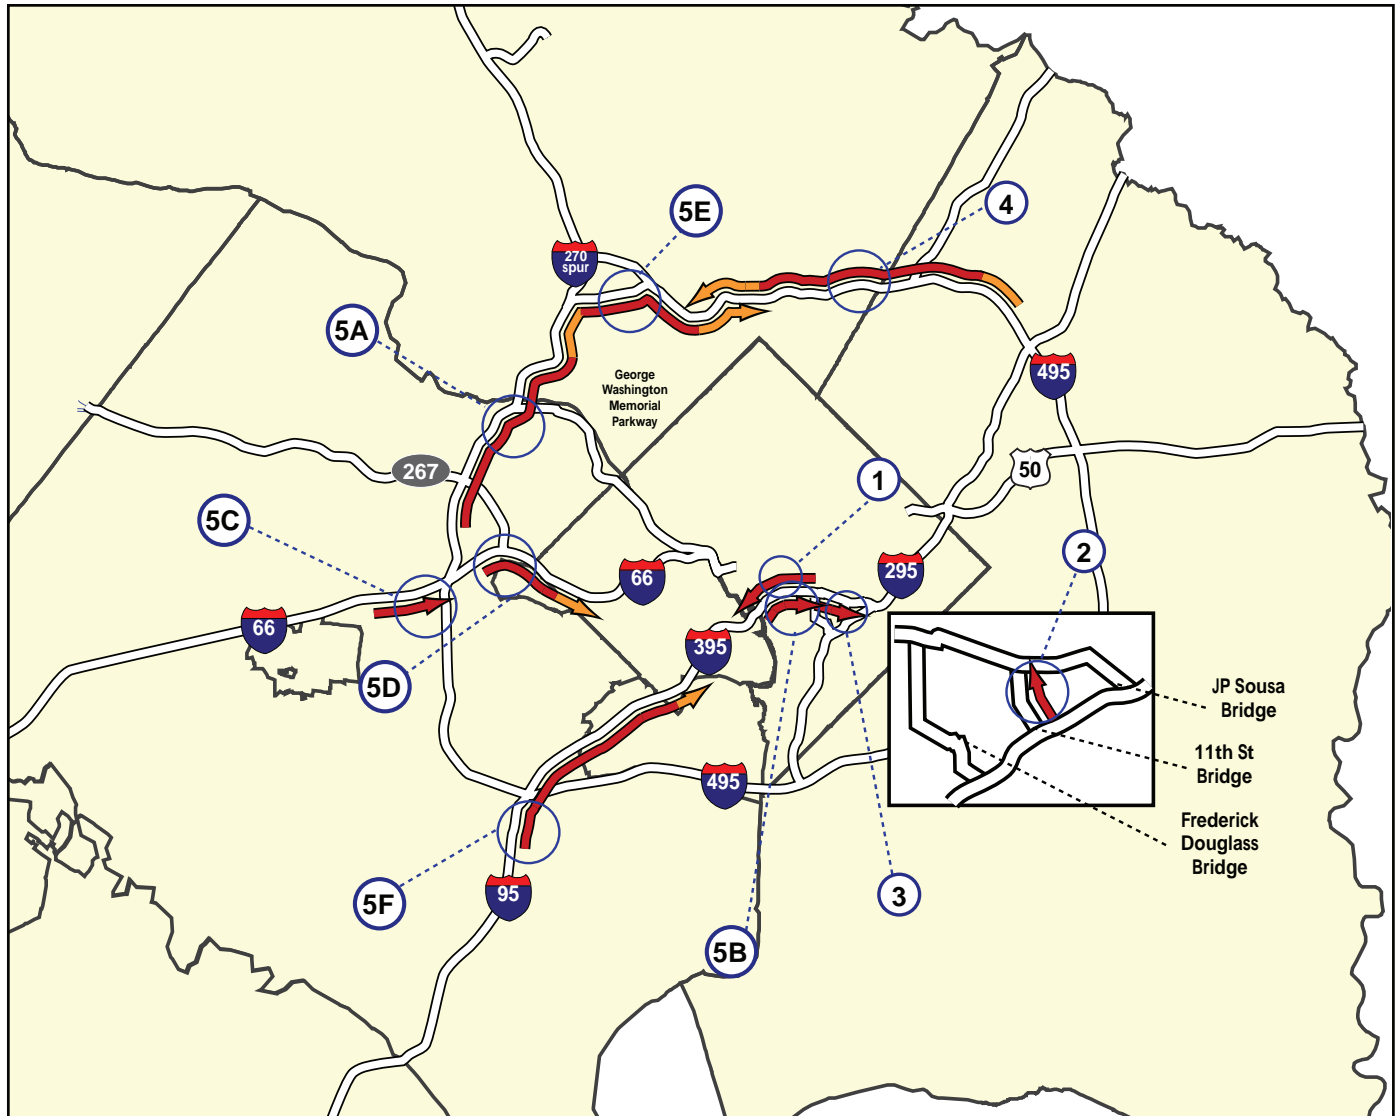 5E
4
270
spur
5A
495
George
Washington
Memorial
Parkway
267
50
1
5C
2
295
66
66
395
5D
JP Sousa
Bridge
11th St
Bridge
495
Frederick
Douglass
Bridge
95
5F
3
5B